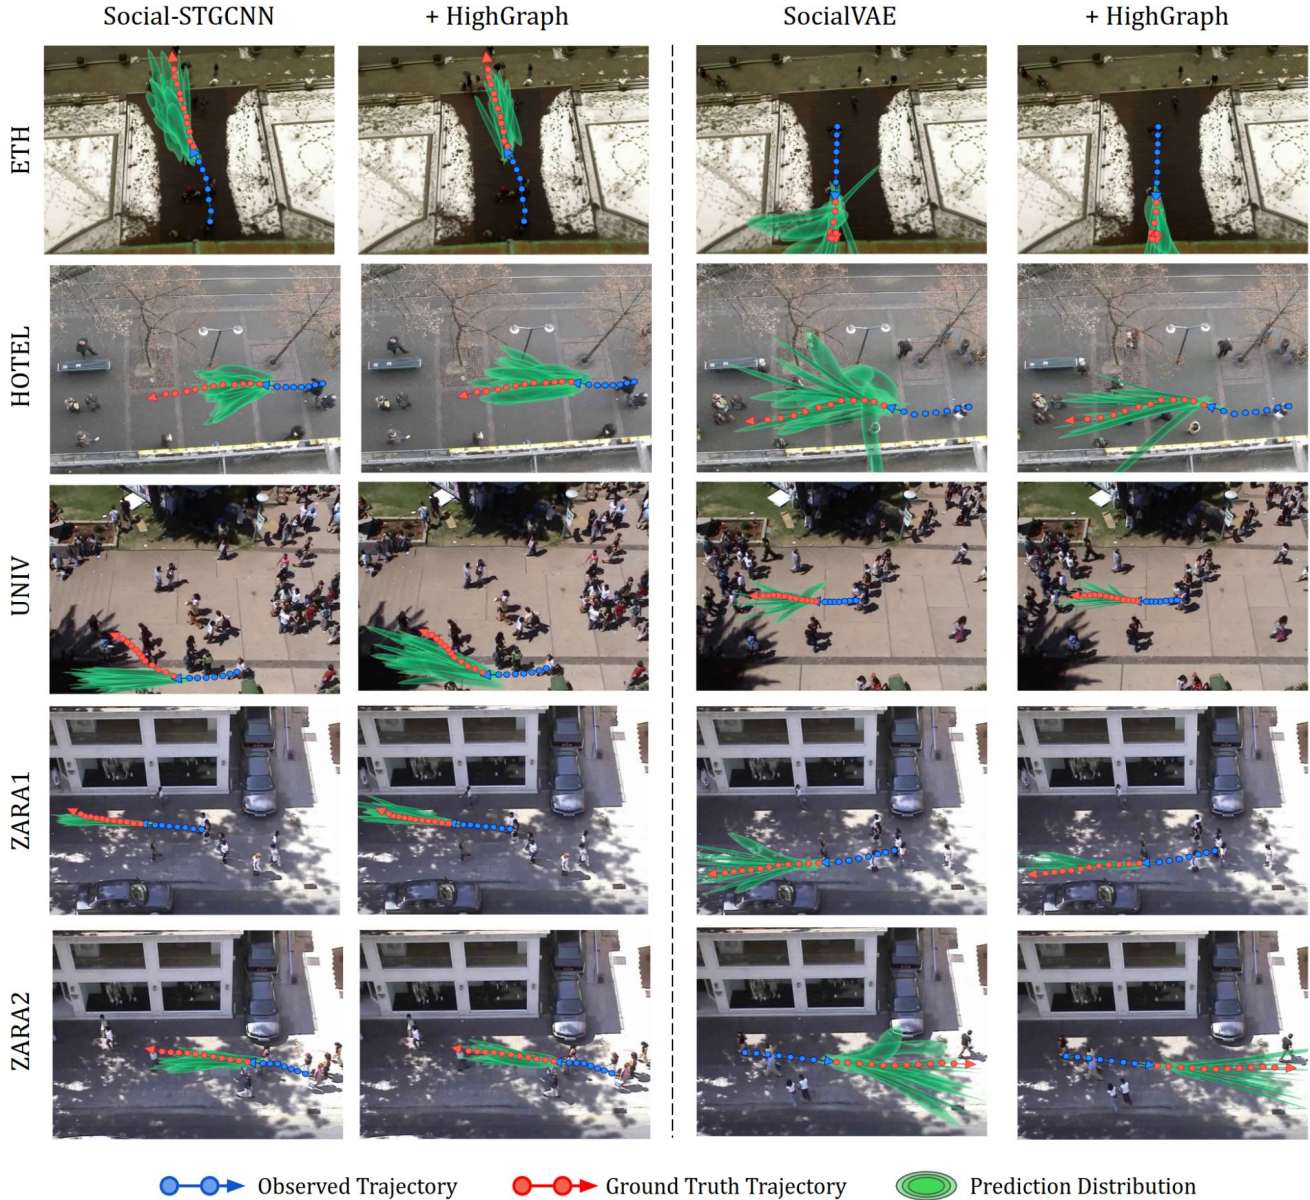 Social-STGCNN + HighGraph SocialVAE + HighGraph
ETH
HOTEL
UNIV
ZARA1
ZARA2
Observed Trajectory Ground Truth Trajectory Prediction Distribution